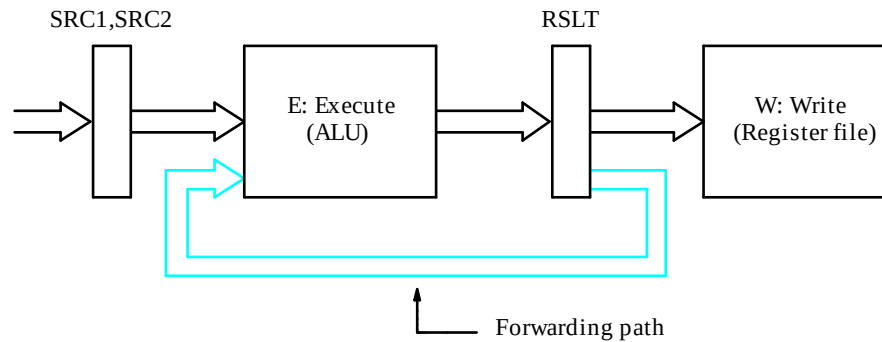 SRC1,SRC2
RSLT
E: Execute
(ALU)
W: Write
(Register file)
Forwarding path